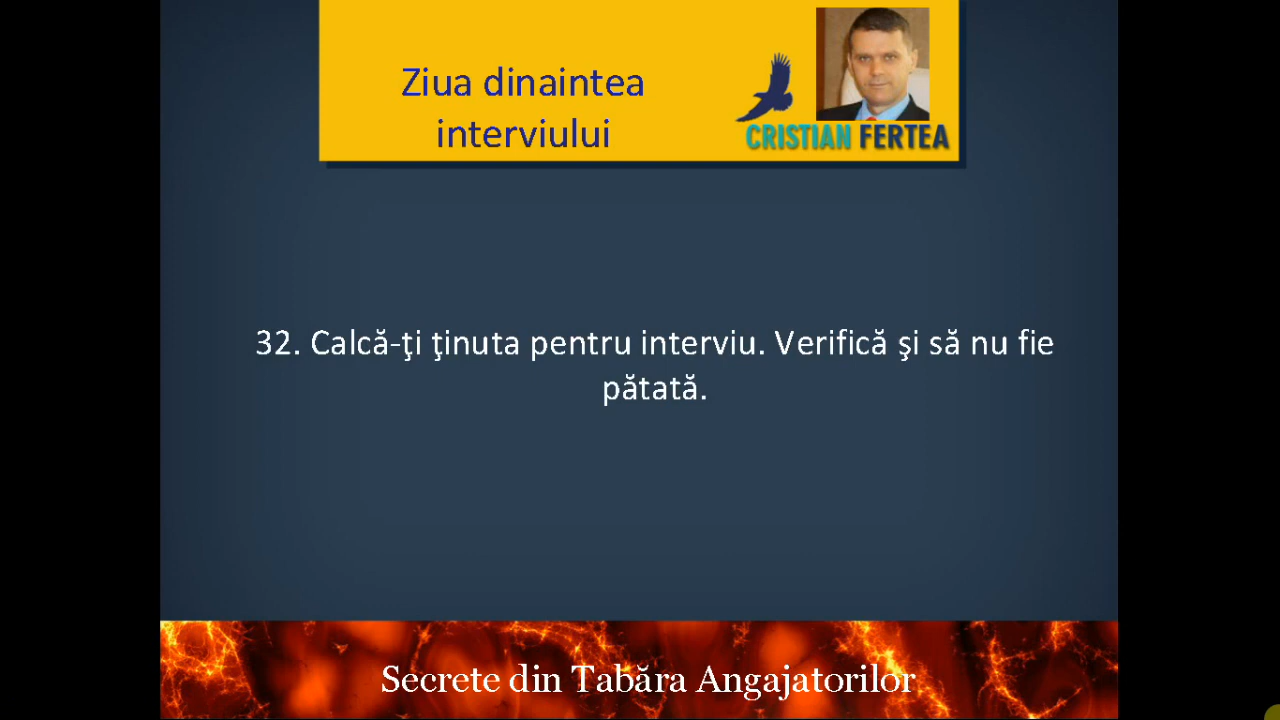 Ziua dinaintea
interviului
CRISTIAN FERTEA
32. Calcă-ţi ţinuta pentru interviu. Verifică şi să nu fie
pătată.
Secrete din Tabăra Angajatorilor